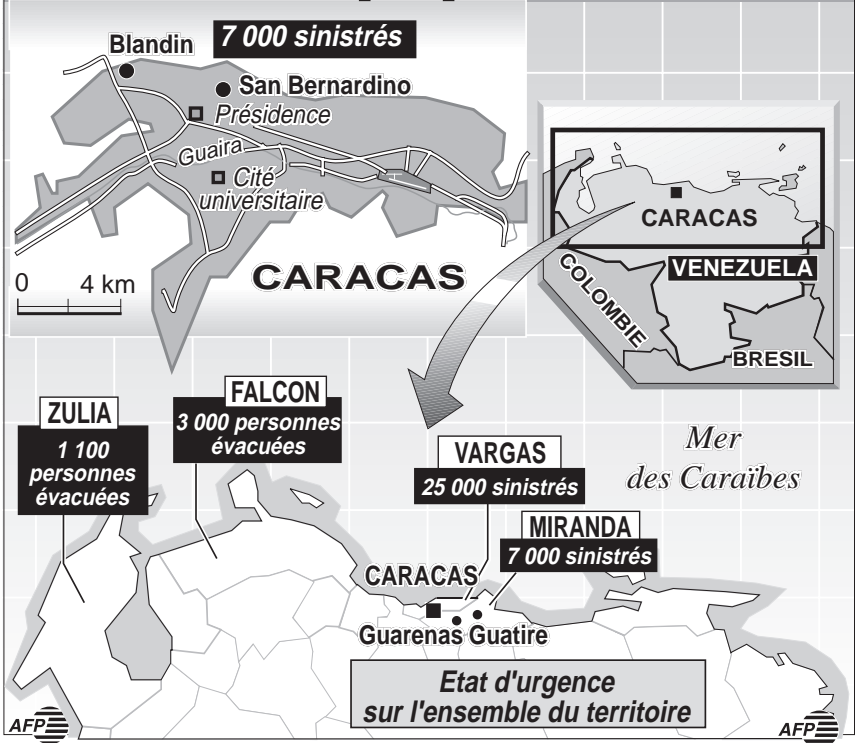 7 000 sinistrés
Blandin
San Bernardino
Présidence
Guaira
Cité
universitaire
CARACAS
0 4 km
CARACAS
VENEZUELA
COLOMBIE
BRESIL
ZULIA
1 100
personnes
évacuées
FALCON
3 000 personnes
évacuées
VARGAS
25 000 sinistrés
MIRANDA
7 000 sinistrés
Mer
des Caraïbes
CARACAS
Guarenas Guatire
Etat d'urgence
sur l'ensemble du territoire
AFP
AFP